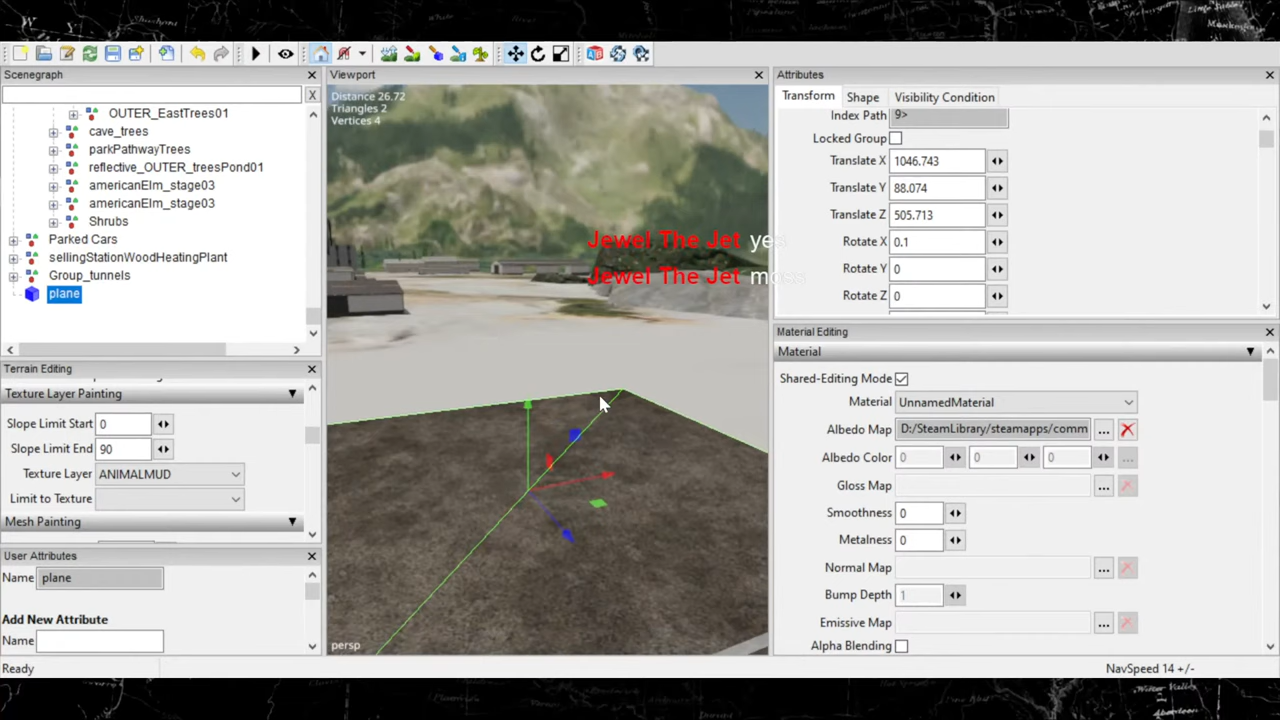 Scenegraph
X
OUTER_EastTrees01
cave_trees
parkPathwayTrees
reflective_OUTER_treesPond01
americanElm_stage03
americanElm_stage03
Shrubs
Parked Cars
sellingStationWoodHeatingPlant
Group_tunnels
plane
Terrain Editing
Texture Layer Painting
Slope Limit Start 0
Slope Limit End 90
Texture Layer ANIMALMUD
Limit to Texture
Mesh Painting
User Attributes
Name plane
Add New Attribute
Name
Ready
Viewport
Distance 26.72
Triangles 2
Vertices 4
Jewel The Jet yes
Jewel The Jet moss
persp
Attributes
Transform Shape Visibility Condition
Index Path 9>
Locked Group
Translate X 1046.743
Translate Y 88.074
Translate Z 505.713
Rotate X 0.1
Rotate Y 0
Rotate Z 0
Material Editing
Material
Shared-Editing Mode
Material UnnamedMaterial
Albedo Map D:/SteamLibrary/steamapps/comm ...
Albedo Color 0 0 0 ...
Gloss Map ...
Smoothness 0
Metalness 0
Normal Map ...
Bump Depth 1
Emissive Map ...
Alpha Blending
NavSpeed 14 +/-